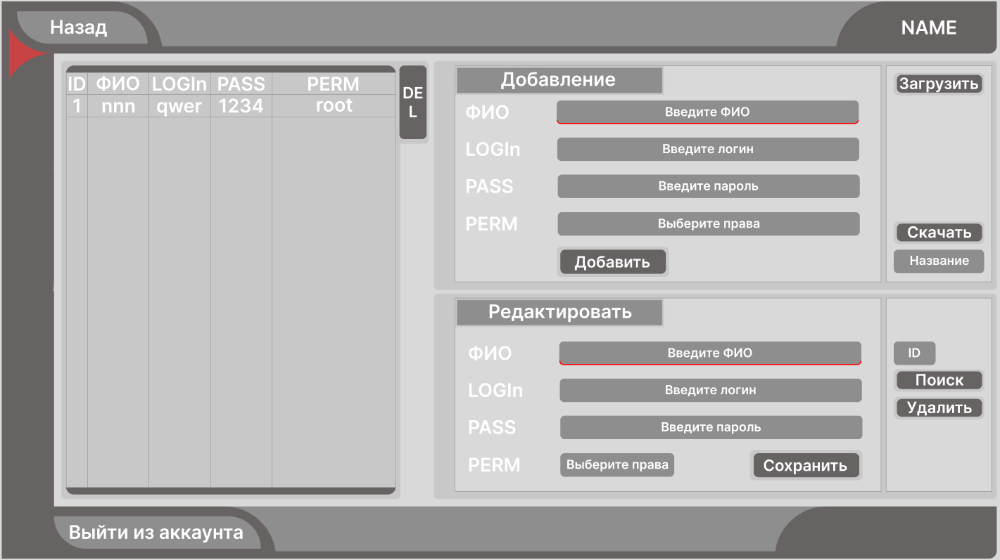 Назад
NAME
ID ФИО LOGIn PASS PERM
1 nnn qwer 1234 root
DE
L
Добавление
ФИО Введите ФИО
LOGIn Введите логин
PASS Введите пароль
PERM Выберите права
Добавить
Загрузить
Скачать
Название
Редактировать
ФИО Введите ФИО
LOGIn Введите логин
PASS Введите пароль
PERM Выберите права
Сохранить
ID
Поиск
Удалить
Выйти из аккаунта